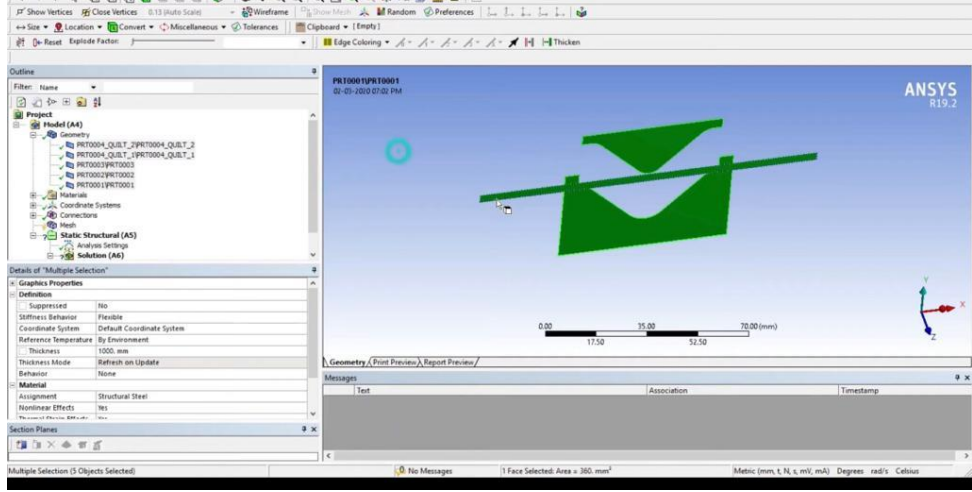 Show Vertices Close Vertices 0.13 (Auto Scale) Wireframe Show Mesh Random Preferences
Size Location Convert Miscellaneous Tolerances Clipboard [Empty]
Reset Explode Factor: Edge Coloring Thicken
Outline
Filter: Name
Project
Model (A4)
Geometry
PRT0004_QUILT_2\PRT0004_QUILT_2
PRT0004_QUILT_1\PRT0004_QUILT_1
PRT0003\PRT0003
PRT0002\PRT0002
PRT0001\PRT0001
Materials
Coordinate Systems
Connections
Mesh
Static Structural (A5)
Analysis Settings
Solution (A6)
PRT0001\PRT0001
02-05-2020 07:02 PM
ANSYS
R19.2
Y
X
Z
0.00 35.00 70.00 (mm)
17.50 52.50
Geometry Print Preview Report Preview
Details of "Multiple Selection"
Graphics Properties
Definition
Suppressed No
Stiffness Behavior Flexible
Coordinate System Default Coordinate System
Reference Temperature By Environment
Thickness 1000. mm
Thickness Mode Refresh on Update
Behavior None
Material
Assignment Structural Steel
Nonlinear Effects Yes
Thermal Strain Effects Yes
Messages
Text Association Timestamp
Section Planes
Multiple Selection (5 Objects Selected) No Messages 1 Face Selected: Area = 360. mm² Metric (mm, t, N, s, mV, mA) Degrees rad/s Celsius